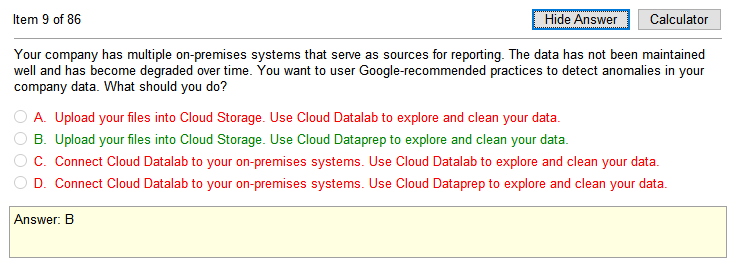 Item 9 of 86
Hide Answer
Calculator
Your company has multiple on-premises systems that serve as sources for reporting. The data has not been maintained
well and has become degraded over time. You want to user Google-recommended practices to detect anomalies in your
company data. What should you do?
A. Upload your files into Cloud Storage. Use Cloud Datalab to explore and clean your data.
B. Upload your files into Cloud Storage. Use Cloud Dataprep to explore and clean your data.
C. Connect Cloud Datalab to your on-premises systems. Use Cloud Datalab to explore and clean your data.
D. Connect Cloud Datalab to your on-premises systems. Use Cloud Dataprep to explore and clean your data.
Answer: B